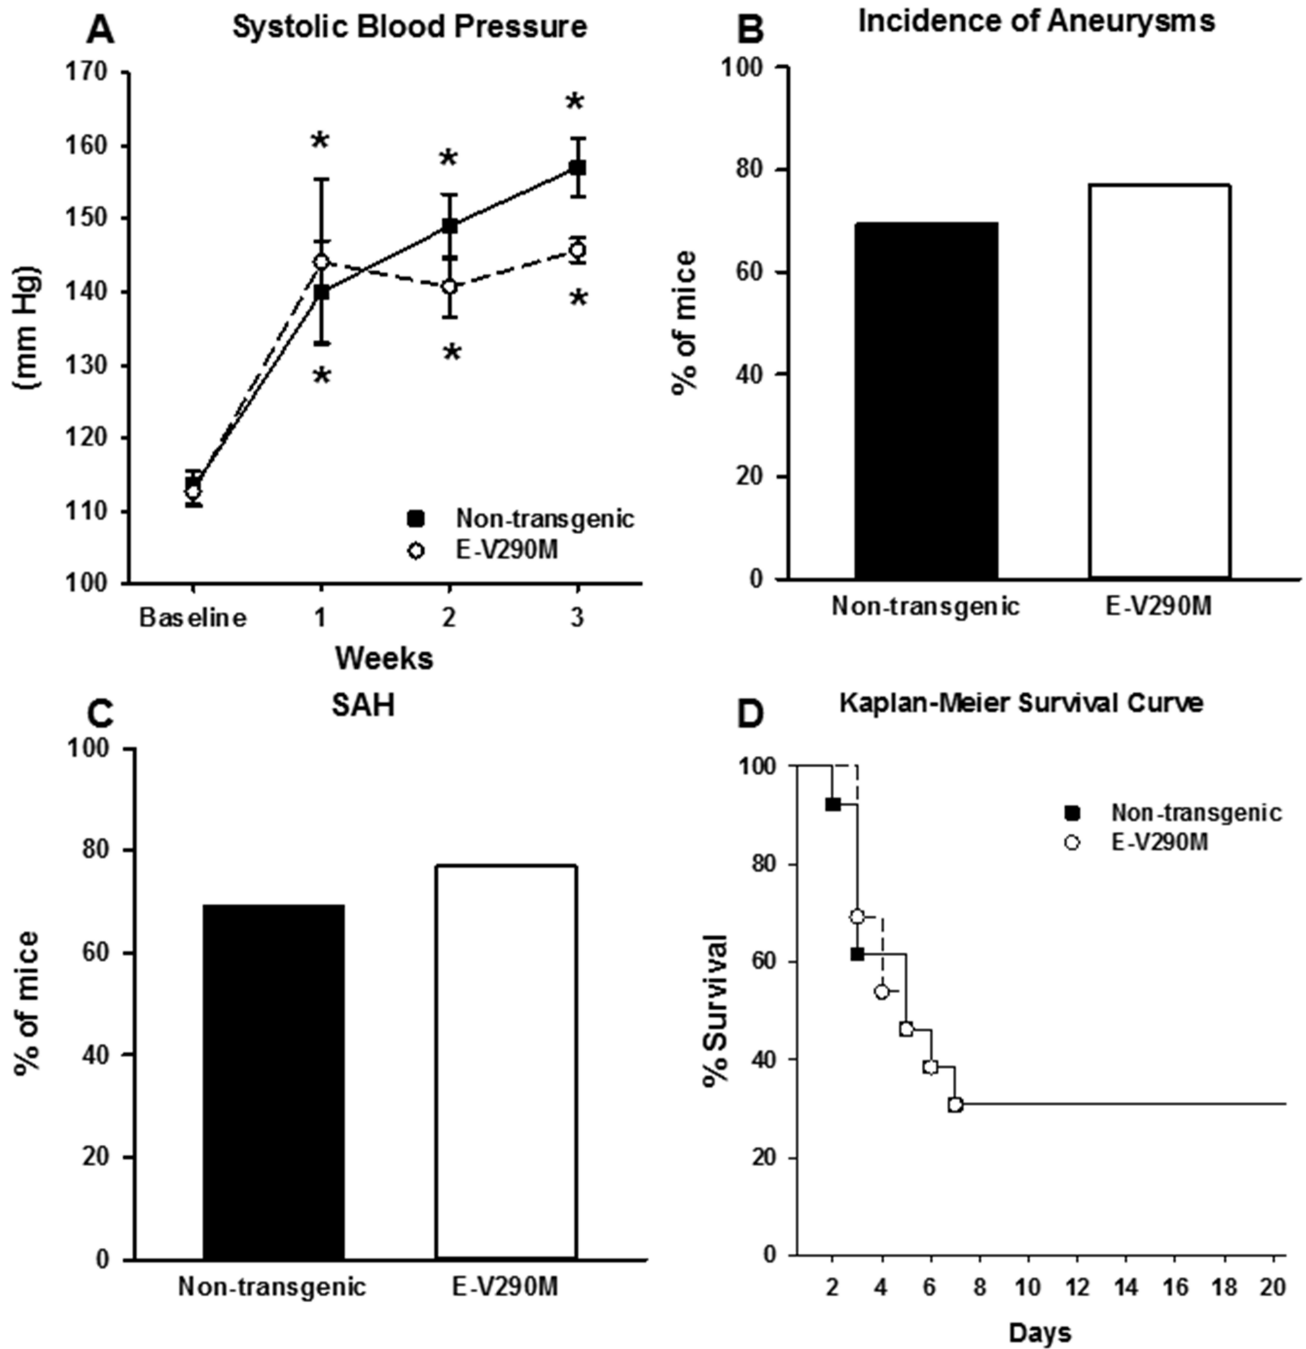 A
Systolic Blood Pressure
170
160
150
140
130
120
110
100
(mm Hg)
*
*
*
*
*
*
Non-transgenic
E-V290M
Baseline 1 2 3
Weeks
B
Incidence of Aneurysms
100
80
60
40
20
0
% of mice
Non-transgenic E-V290M
C
SAH
100
80
60
40
20
0
% of mice
Non-transgenic E-V290M
D
Kaplan-Meier Survival Curve
100
80
60
40
20
0
% Survival
Non-transgenic
E-V290M
2 4 6 8 10 12 14 16 18 20
Days